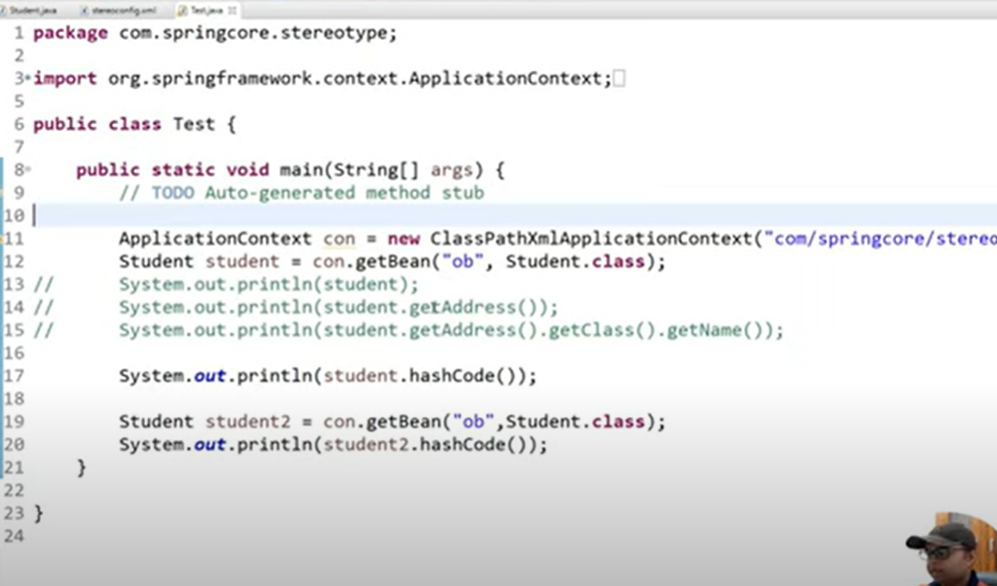 Student.java stereoconfig.xml Test.java
1 package com.springcore.stereotype;
2
3 import org.springframework.context.ApplicationContext;
5
6 public class Test {
7
8 public static void main(String[] args) {
9 // TODO Auto-generated method stub
10
11 ApplicationContext con = new ClassPathXmlApplicationContext("com/springcore/stereo
12 Student student = con.getBean("ob", Student.class);
13 // System.out.println(student);
14 // System.out.println(student.getAddress());
15 // System.out.println(student.getAddress().getClass().getName());
16
17 System.out.println(student.hashCode());
18
19 Student student2 = con.getBean("ob",Student.class);
20 System.out.println(student2.hashCode());
21 }
22
23 }
24